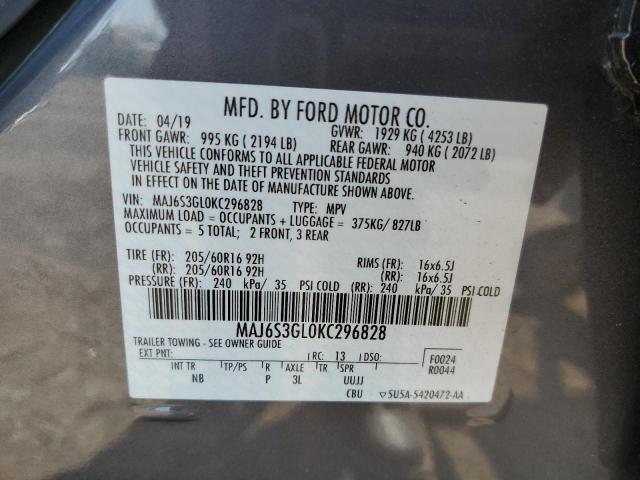 MFD. BY FORD MOTOR CO.
DATE: 04/19 GVWR: 1929 KG ( 4253 LB)
FRONT GAWR: 995 KG ( 2194 LB) REAR GAWR: 940 KG ( 2072 LB)
THIS VEHICLE CONFORMS TO ALL APPLICABLE FEDERAL MOTOR
VEHICLE SAFETY AND THEFT PREVENTION STANDARDS
IN EFFECT ON THE DATE OF MANUFACTURE SHOWN ABOVE.
VIN: MAJ6S3GL0KC296828 TYPE: MPV
MAXIMUM LOAD = OCCUPANTS + LUGGAGE = 375KG/ 827LB
OCCUPANTS = 5 TOTAL; 2 FRONT, 3 REAR
TIRE (FR): 205/60R16 92H RIMS (FR): 16x6.5J
(RR): 205/60R16 92H (RR): 16x6.5J
PRESSURE (FR): 240 kPa/ 35 PSI COLD (RR): 240 kPa/ 35 PSI COLD
MAJ6S3GL0KC296828
TRAILER TOWING - SEE OWNER GUIDE
EXT PNT: RC: 13 DSO: F0024
INT TR TP/PS R AXLE TR SPR R0044
NB P 3L UUJJ
CBU ▽5U5A-5420472-AA